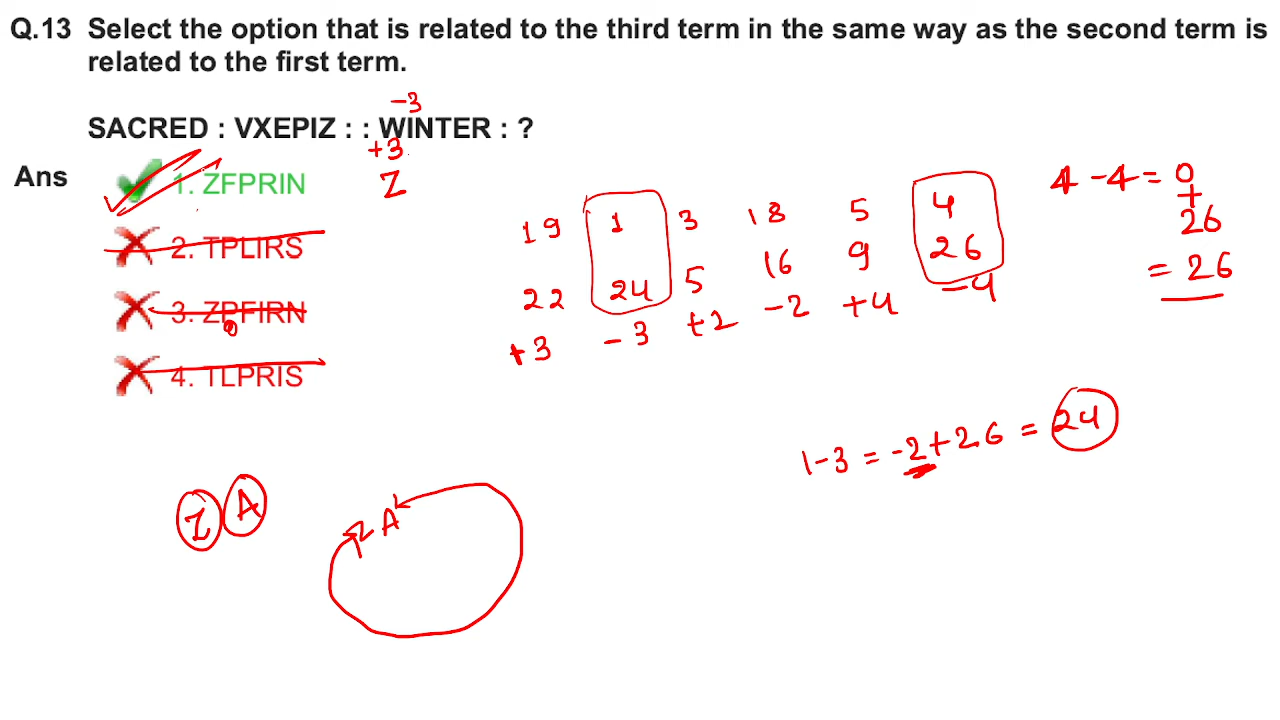 Q.13 Select the option that is related to the third term in the same way as the second term is
related to the first term.
-3
SACRED : VXEPIZ : : WINTER : ?
+3
Z
Ans
1. ZFPRIN
2. TPLIRS
3. ZPFIRN
4. TLPRIS
19 1 3 18 5 4
22 24 5 16 9 26
+3 -3 +2 -2 +4 -4
4 -4 = 0
+
26
= 26
1-3 = -2+26 = 24
Z A
Z A